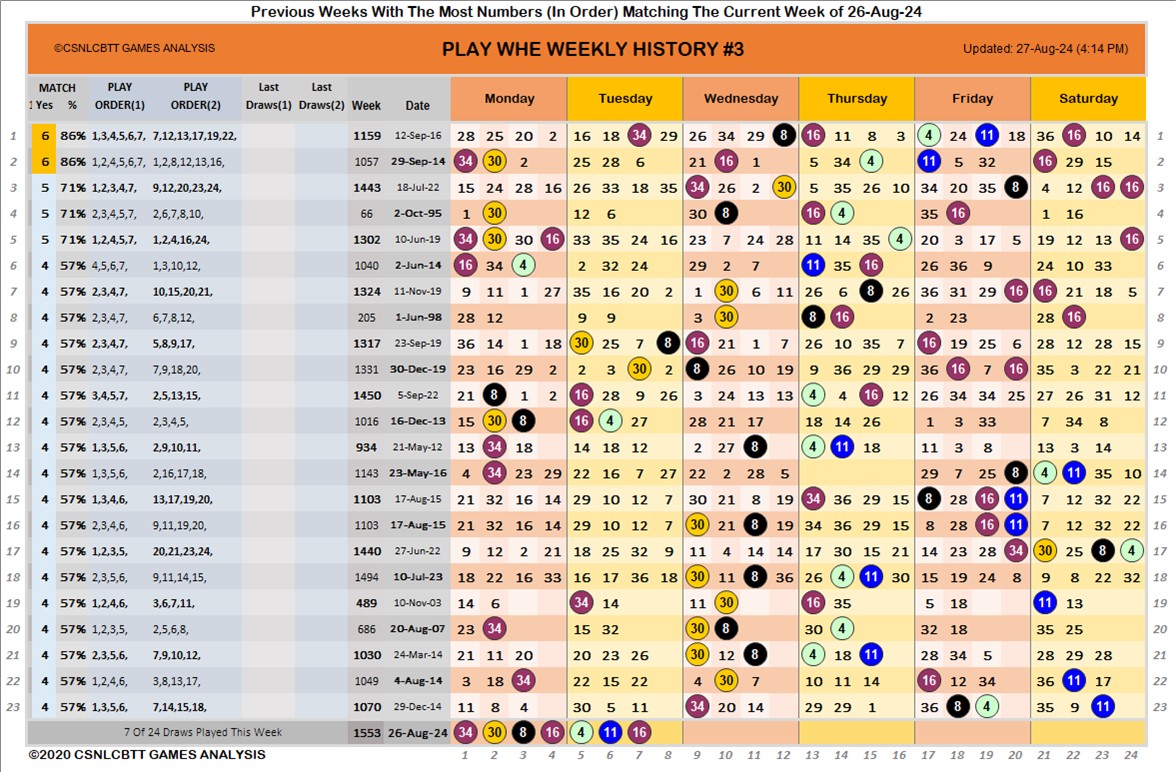 Previous Weeks With The Most Numbers (In Order) Matching The Current Week of 26-Aug-24
©CSNLCBTT GAMES ANALYSIS PLAY WHE WEEKLY HISTORY #3 Updated: 27-Aug-24 (4:14 PM)
MATCH PLAY PLAY Last Last
1 Yes % ORDER(1) ORDER(2) Draws(1) Draws(2) Week Date Monday Tuesday Wednesday Thursday Friday Saturday
1 6 86% 1,3,4,5,6,7, 7,12,13,17,19,22, 1159 12-Sep-16 28 25 20 2 16 18 34 29 26 34 29 8 16 11 8 3 4 24 11 18 36 16 10 14 1
2 6 86% 1,2,4,5,6,7, 1,2,8,12,13,16, 1057 29-Sep-14 34 30 2 25 28 6 21 16 1 5 34 4 11 5 32 16 29 15 2
3 5 71% 1,2,3,4,7, 9,12,20,23,24, 1443 18-Jul-22 15 24 28 16 26 33 18 35 34 26 2 30 5 35 26 10 34 20 35 8 4 12 16 16 3
4 5 71% 2,3,4,5,7, 2,6,7,8,10, 66 2-Oct-95 1 30 12 6 30 8 16 4 35 16 1 16 4
5 5 71% 1,2,4,5,7, 1,2,4,16,24, 1302 10-Jun-19 34 30 30 16 33 35 24 16 23 7 24 28 11 14 35 4 20 3 17 5 19 12 13 16 5
6 4 57% 4,5,6,7, 1,3,10,12, 1040 2-Jun-14 16 34 4 2 32 24 29 2 7 11 35 16 26 36 9 24 10 33 6
7 4 57% 2,3,4,7, 10,15,20,21, 1324 11-Nov-19 9 11 1 27 35 16 20 2 1 30 6 11 26 6 8 26 36 31 29 16 16 21 18 5 7
8 4 57% 2,3,4,7, 6,7,8,12, 205 1-Jun-98 28 12 9 9 3 30 8 16 2 23 28 16 8
9 4 57% 2,3,4,7, 5,8,9,17, 1317 23-Sep-19 36 14 1 18 30 25 7 8 16 21 1 7 26 10 35 7 16 19 25 6 28 12 28 15 9
10 4 57% 2,3,4,7, 7,9,18,20, 1331 30-Dec-19 23 16 29 2 2 3 30 2 8 26 10 19 9 36 29 29 36 16 7 16 35 3 22 21 10
11 4 57% 3,4,5,7, 2,5,13,15, 1450 5-Sep-22 21 8 1 2 16 28 9 26 3 24 13 13 4 4 16 12 26 34 34 25 27 26 31 12 11
12 4 57% 2,3,4,5, 2,3,4,5, 1016 16-Dec-13 15 30 8 16 4 27 28 21 17 18 14 26 1 3 33 7 34 8 12
13 4 57% 1,3,5,6, 2,9,10,11, 934 21-May-12 13 34 18 14 18 12 2 27 8 4 11 18 11 3 8 13 3 14 13
14 4 57% 1,3,5,6, 2,16,17,18, 1143 23-May-16 4 34 23 29 22 16 7 27 22 2 28 5 29 7 25 8 4 11 35 10 14
15 4 57% 1,3,4,6, 13,17,19,20, 1103 17-Aug-15 21 32 16 14 29 10 12 7 30 21 8 19 34 36 29 15 8 28 16 11 7 12 32 22 15
16 4 57% 2,3,4,6, 9,11,19,20, 1103 17-Aug-15 21 32 16 14 29 10 12 7 30 21 8 19 34 36 29 15 8 28 16 11 7 12 32 22 16
17 4 57% 1,2,3,5, 20,21,23,24, 1440 27-Jun-22 9 12 2 21 18 25 32 9 11 4 14 14 17 30 15 21 14 23 28 34 30 25 8 4 17
18 4 57% 2,3,5,6, 9,11,14,15, 1494 10-Jul-23 18 22 16 33 16 17 36 18 30 11 8 36 26 4 11 30 15 19 24 8 9 8 22 32 18
19 4 57% 1,2,4,6, 3,6,7,11, 489 10-Nov-03 14 6 34 14 11 30 16 35 5 18 11 13 19
20 4 57% 1,2,3,5, 2,5,6,8, 686 20-Aug-07 23 34 15 32 30 8 30 4 32 18 35 25 20
21 4 57% 2,3,5,6, 7,9,10,12, 1030 24-Mar-14 21 11 20 20 23 26 30 12 8 4 18 11 28 34 5 28 29 28 21
22 4 57% 1,2,4,6, 3,8,13,17, 1049 4-Aug-14 3 18 34 22 15 22 4 30 7 10 11 14 16 12 34 36 11 17 22
23 4 57% 1,3,5,6, 7,14,15,18, 1070 29-Dec-14 11 8 4 30 5 11 34 20 14 29 29 1 36 8 4 35 9 11 23
7 Of 24 Draws Played This Week 1553 26-Aug-24 34 30 8 16 4 11 16
©2020 CSNLCBTT GAMES ANALYSIS 1 2 3 4 5 6 7 8 9 10 11 12 13 14 15 16 17 18 19 20 21 22 23 24